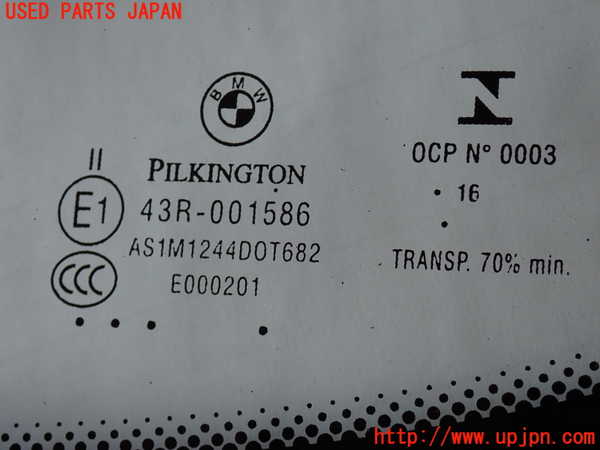 USED PARTS JAPAN
BMW
N
II
PILKINGTON
OCP Nº 0003
E1
43R-001586
• 16
AS1M1244DOT682
TRANSP. 70% min.
CCC
E000201
http://www.upjpn.com/